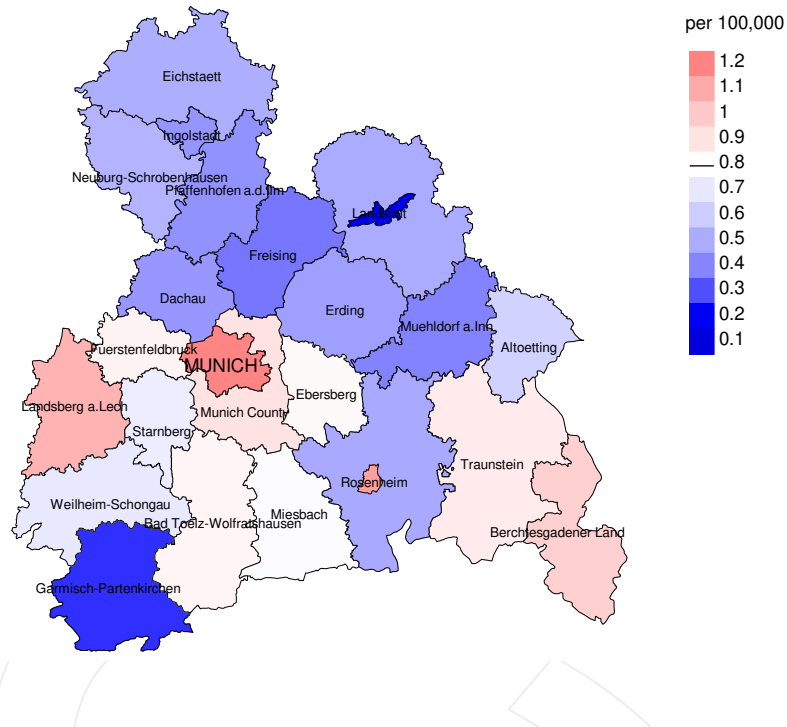 per 100,000
1.2
1.1
1
0.9
0.8
0.7
0.6
0.5
0.4
0.3
0.2
0.1
Eichstaett
Ingolstadt
Neuburg-Schrobenhausen
Pfaffenhofen a.d.Ilm
Landshut
Freising
Dachau
Erding
Muehldorf a.Inn
Altoetting
Fuerstenfeldbruck
MUNICH
Ebersberg
Landsberg a.Lech
Munich County
Starnberg
Traunstein
Rosenheim
Weilheim-Schongau
Miesbach
Bad Toelz-Wolfratshausen
Berchtesgadener Land
Garmisch-Partenkirchen